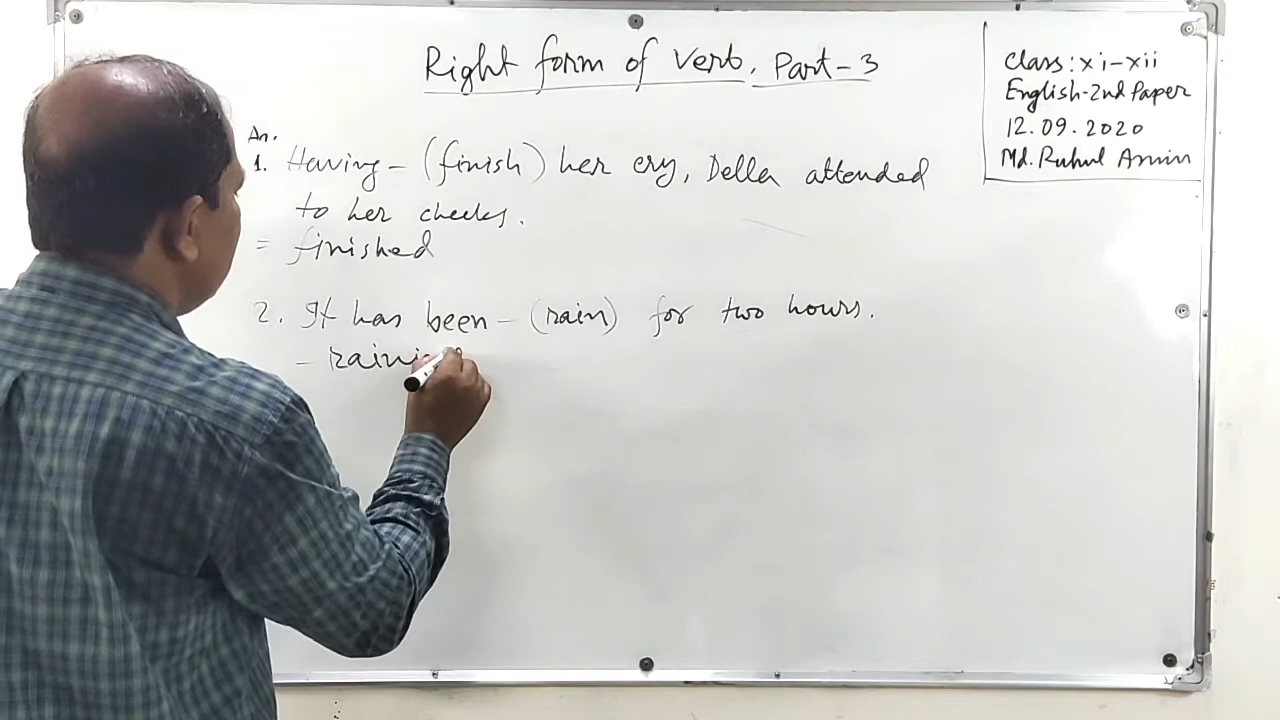 Right form of Verb. Part-3
Class: xi-xii
English-2nd Paper
12.09.2020
Md. Ruhul Amin
An.
1. Having - (finish) her cry, Della attended
to her cheeks.
= finished
2. It has been - (rain) for two hours.